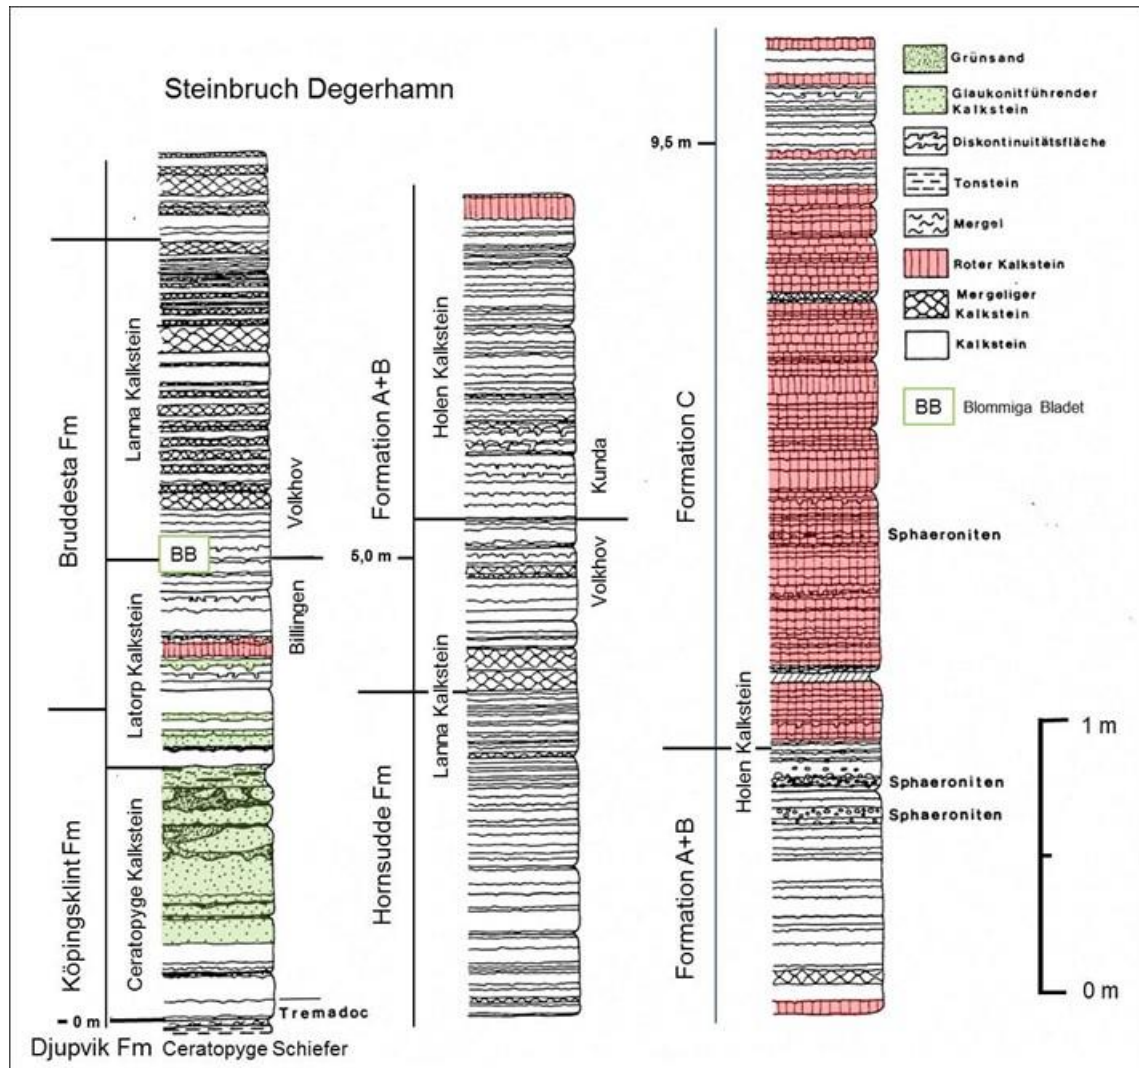 Steinbruch Degerhamn
Bruddesta Fm
Köpingsklint Fm
Lanna Kalkstein
Latorp Kalkstein
Ceratopyge Kalkstein
BB
Volkhov
Billingen
Tremadoc
0 m
Djupvik Fm Ceratopyge Schiefer
Formation A+B
5,0 m
Hornsudde Fm
Holen Kalkstein
Lanna Kalkstein
Kunda
Volkhov
9,5 m
Formation C
Formation A+B
Holen Kalkstein
Sphaeroniten
Sphaeroniten
Sphaeroniten
Grünsand
Glaukonitführender
Kalkstein
Diskontinuitätsfläche
Tonstein
Mergel
Roter Kalkstein
Mergeliger
Kalkstein
Kalkstein
BB Blommiga Bladet
1 m
0 m